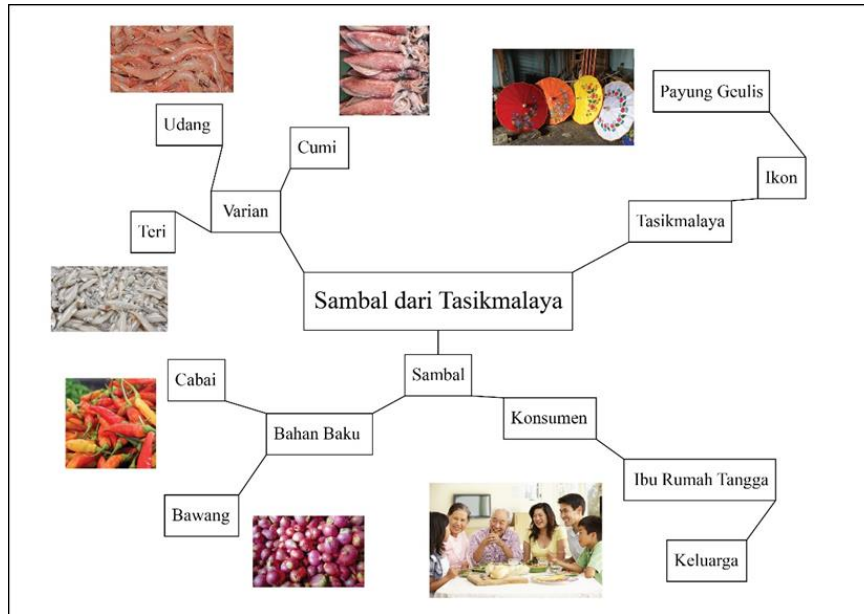 Payung Geulis
Udang
Cumi
Ikon
Varian
Teri
Tasikmalaya
Sambal dari Tasikmalaya
Sambal
Cabai
Konsumen
Bahan Baku
Ibu Rumah Tangga
Bawang
Keluarga